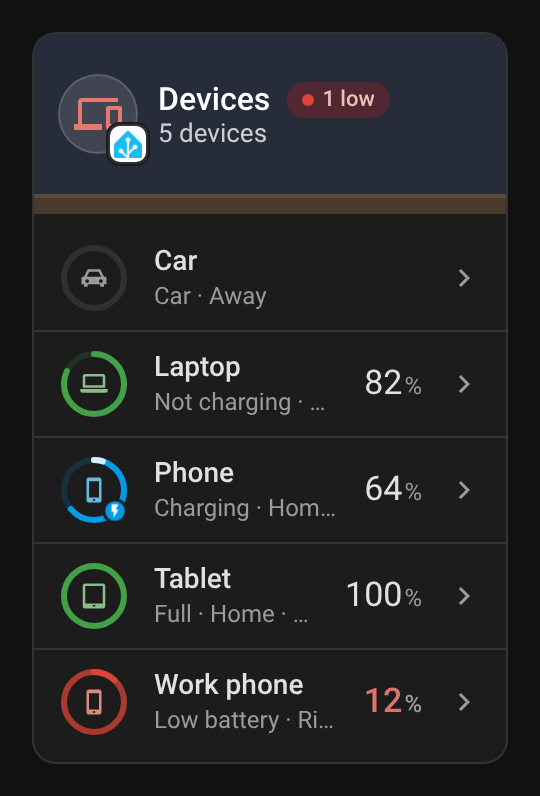 Devices
1 low
5 devices
Car
Car · Away
Laptop
82%
Not charging · …
Phone
64%
Charging · Hom…
Tablet
100%
Full · Home · …
Work phone
12%
Low battery · Ri…